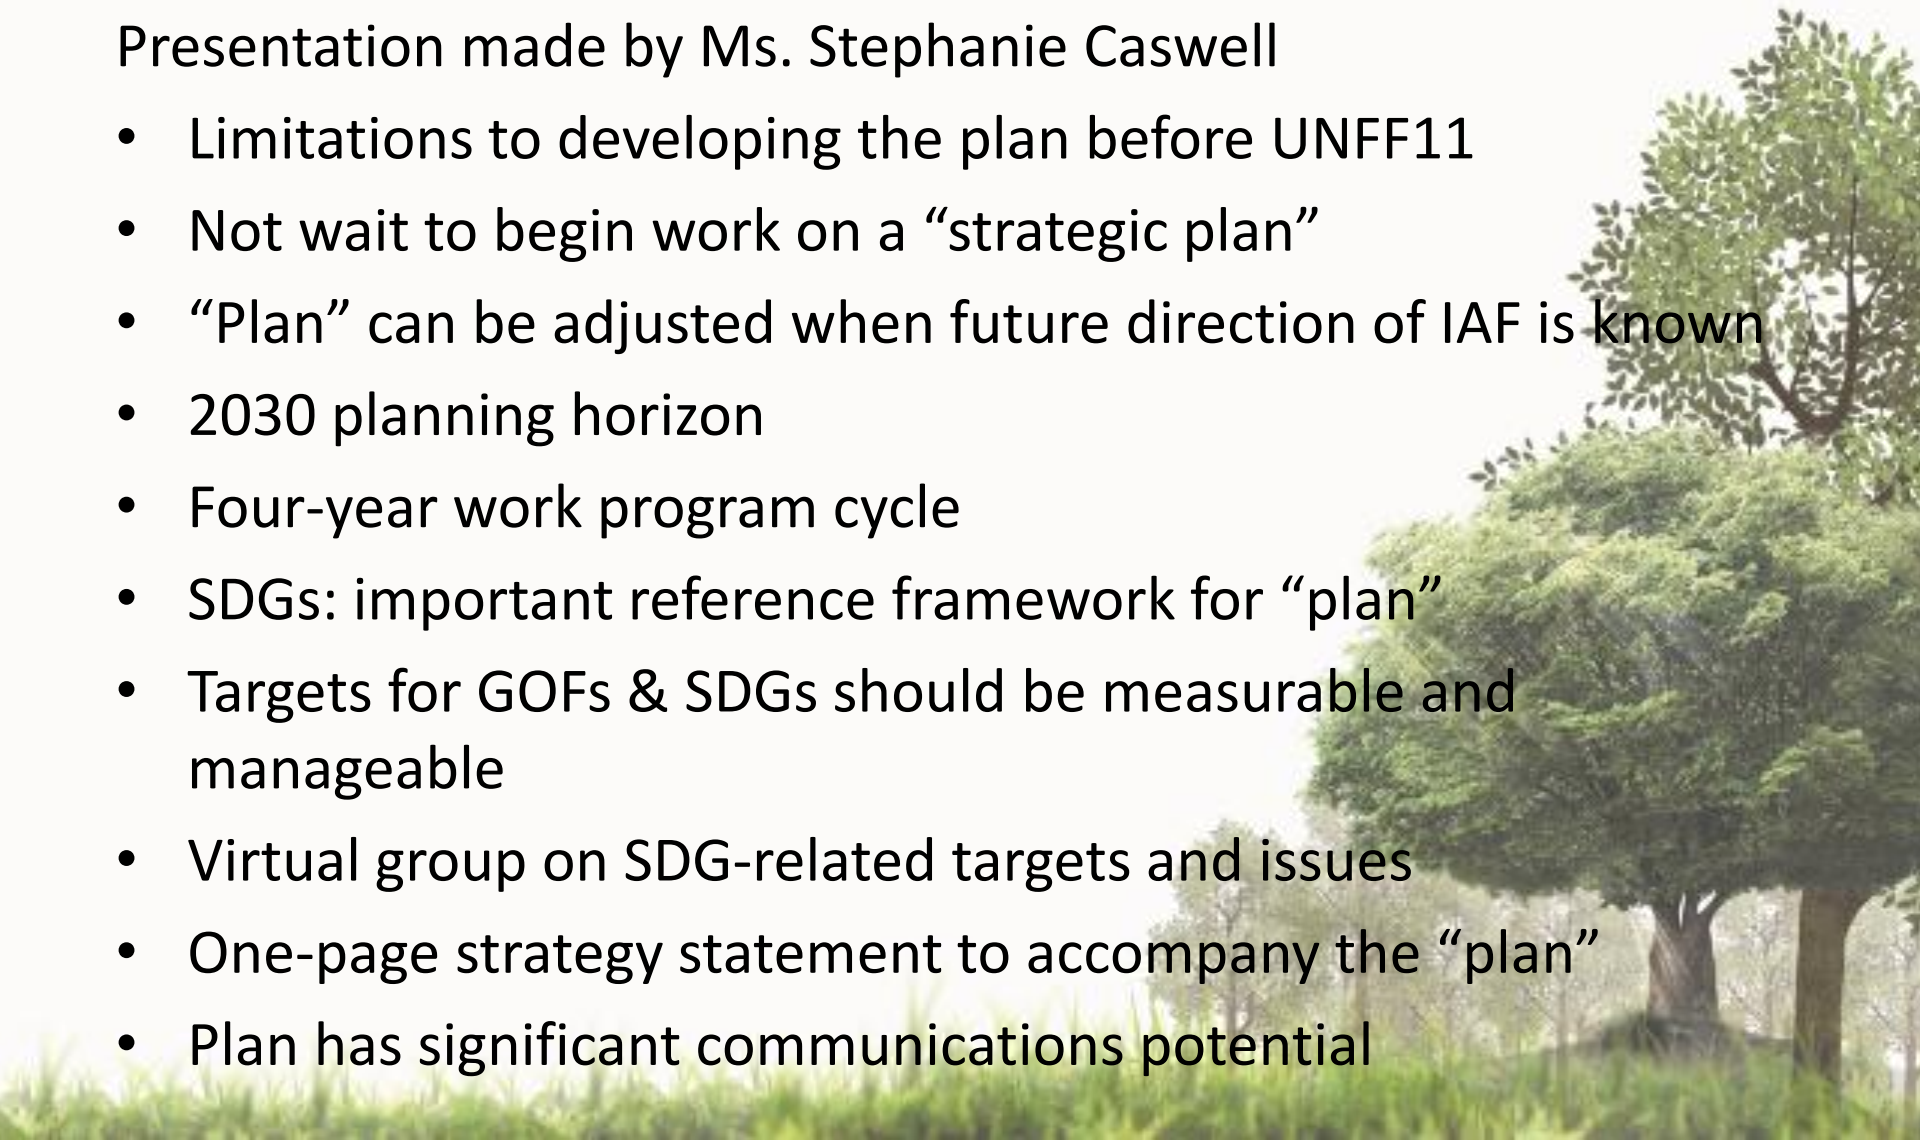 Presentation made by Ms. Stephanie Caswell
• Limitations to developing the plan before UNFF11
• Not wait to begin work on a “strategic plan”
• “Plan” can be adjusted when future direction of IAF is known
• 2030 planning horizon
• Four-year work program cycle
• SDGs: important reference framework for “plan”
• Targets for GOFs & SDGs should be measurable and
manageable
• Virtual group on SDG-related targets and issues
• One-page strategy statement to accompany the “plan”
• Plan has significant communications potential